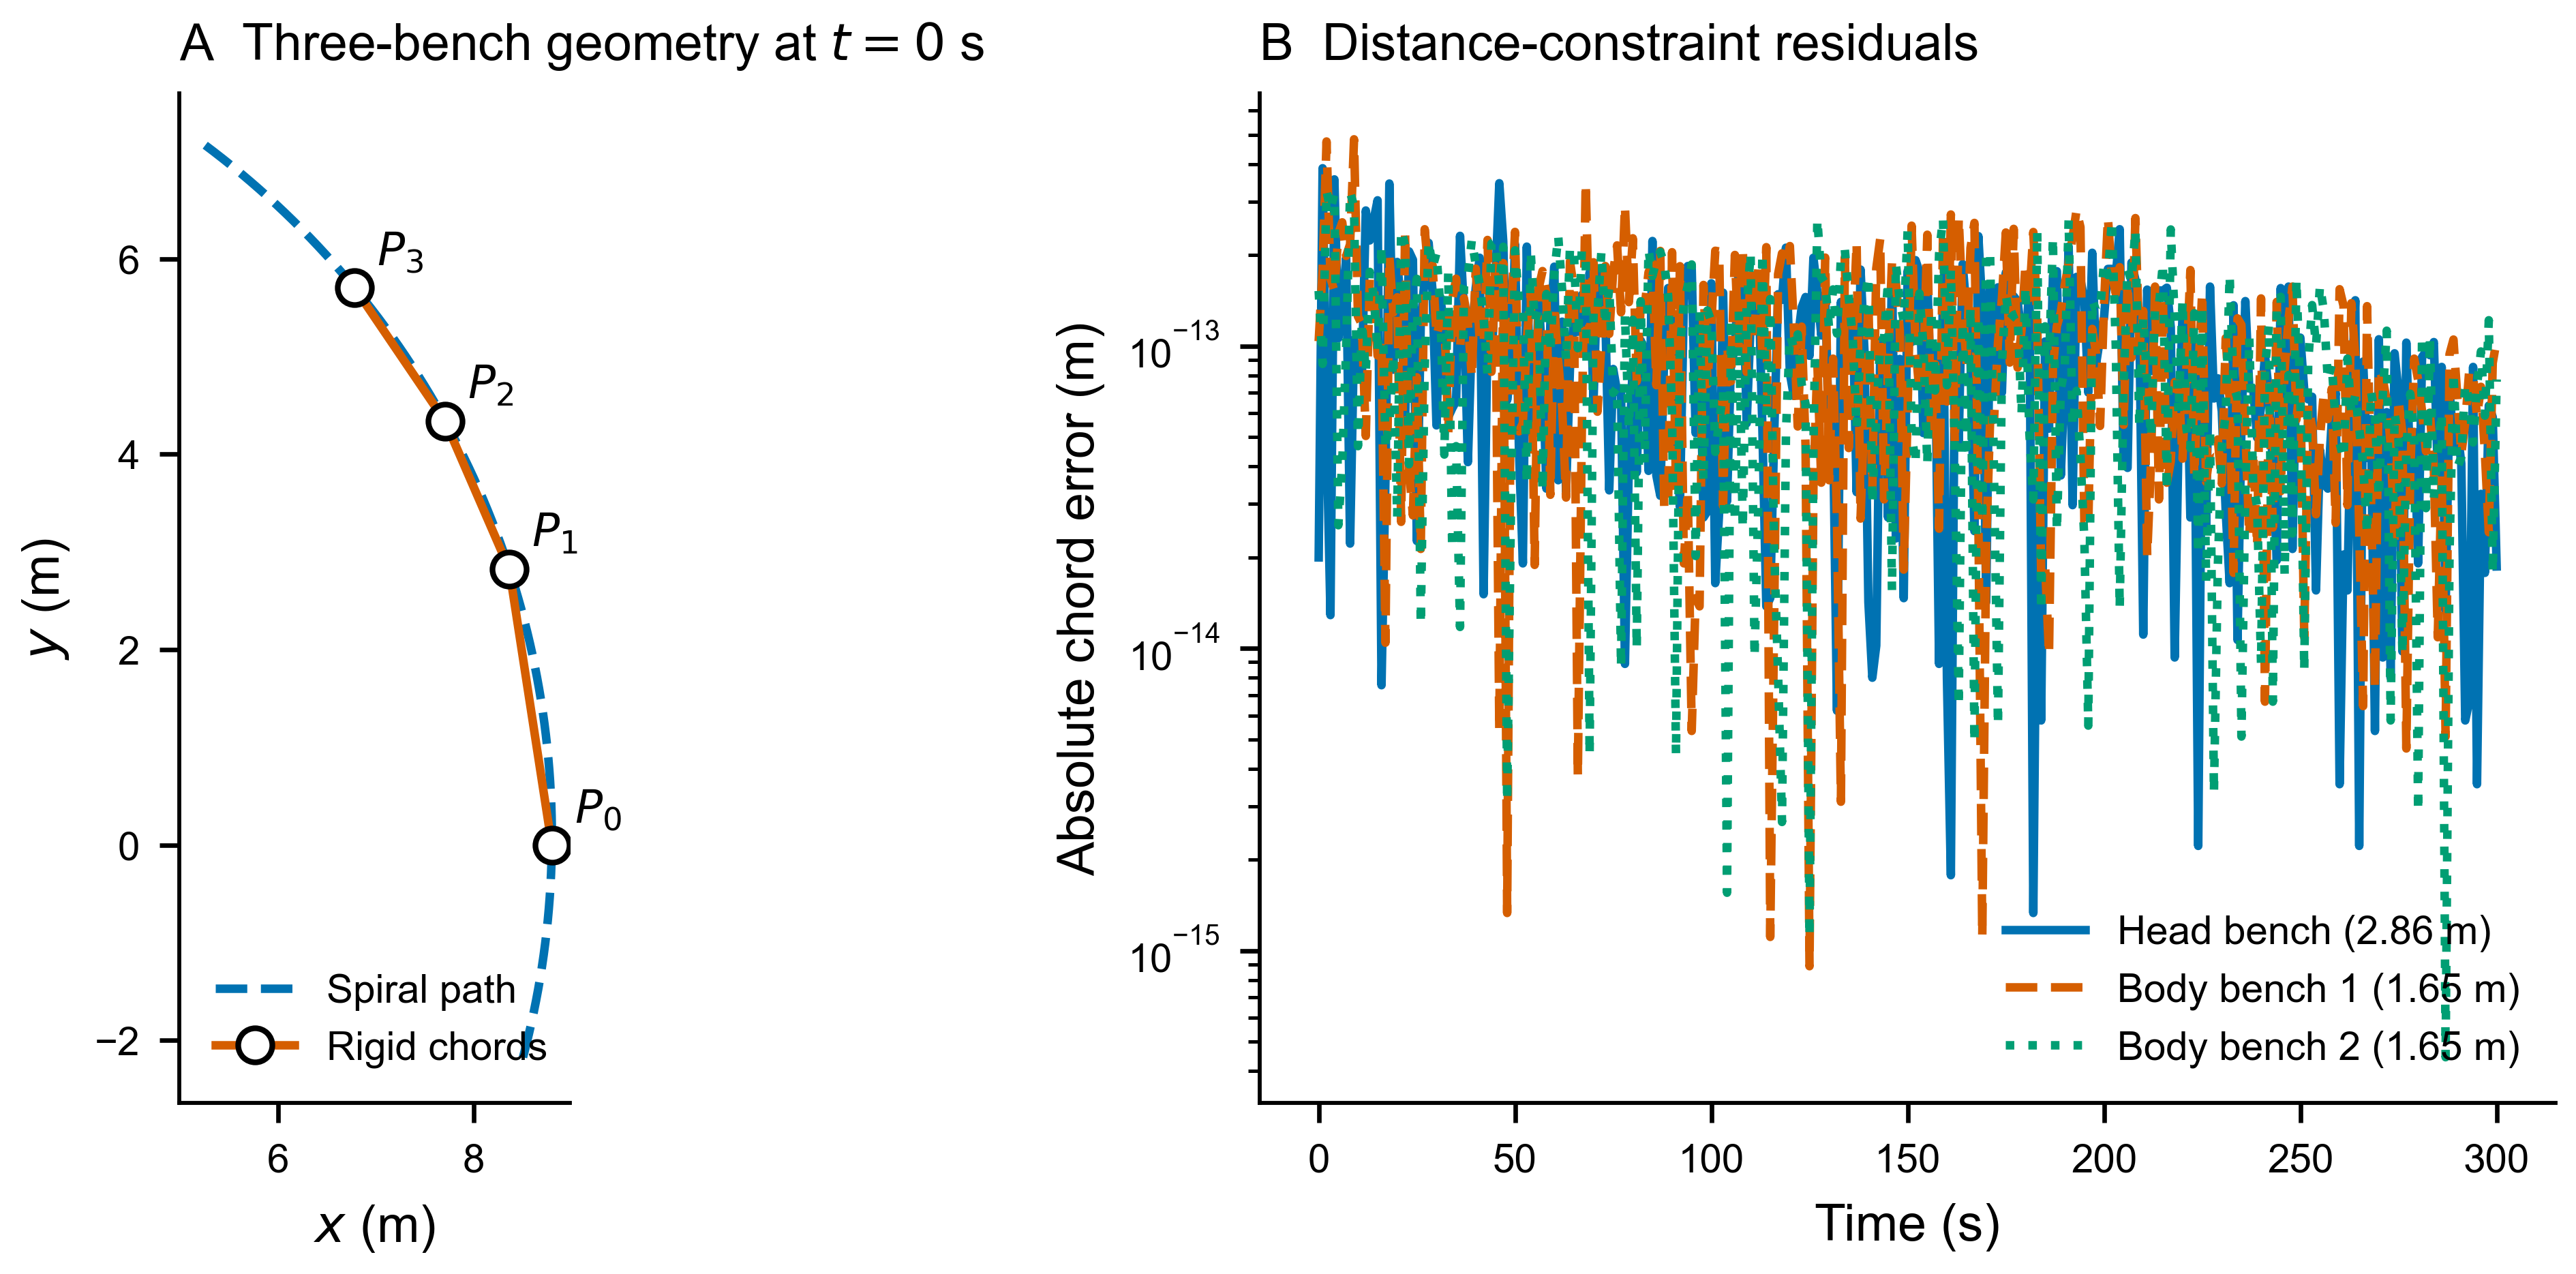 A Three-bench geometry at t = 0 s
y (m)
6
4
2
0
−2
P3
P2
P1
P0
Spiral path
Rigid chords
6 8
x (m)
B Distance-constraint residuals
Absolute chord error (m)
10−13
10−14
10−15
Head bench (2.86 m)
Body bench 1 (1.65 m)
Body bench 2 (1.65 m)
0 50 100 150 200 250 300
Time (s)